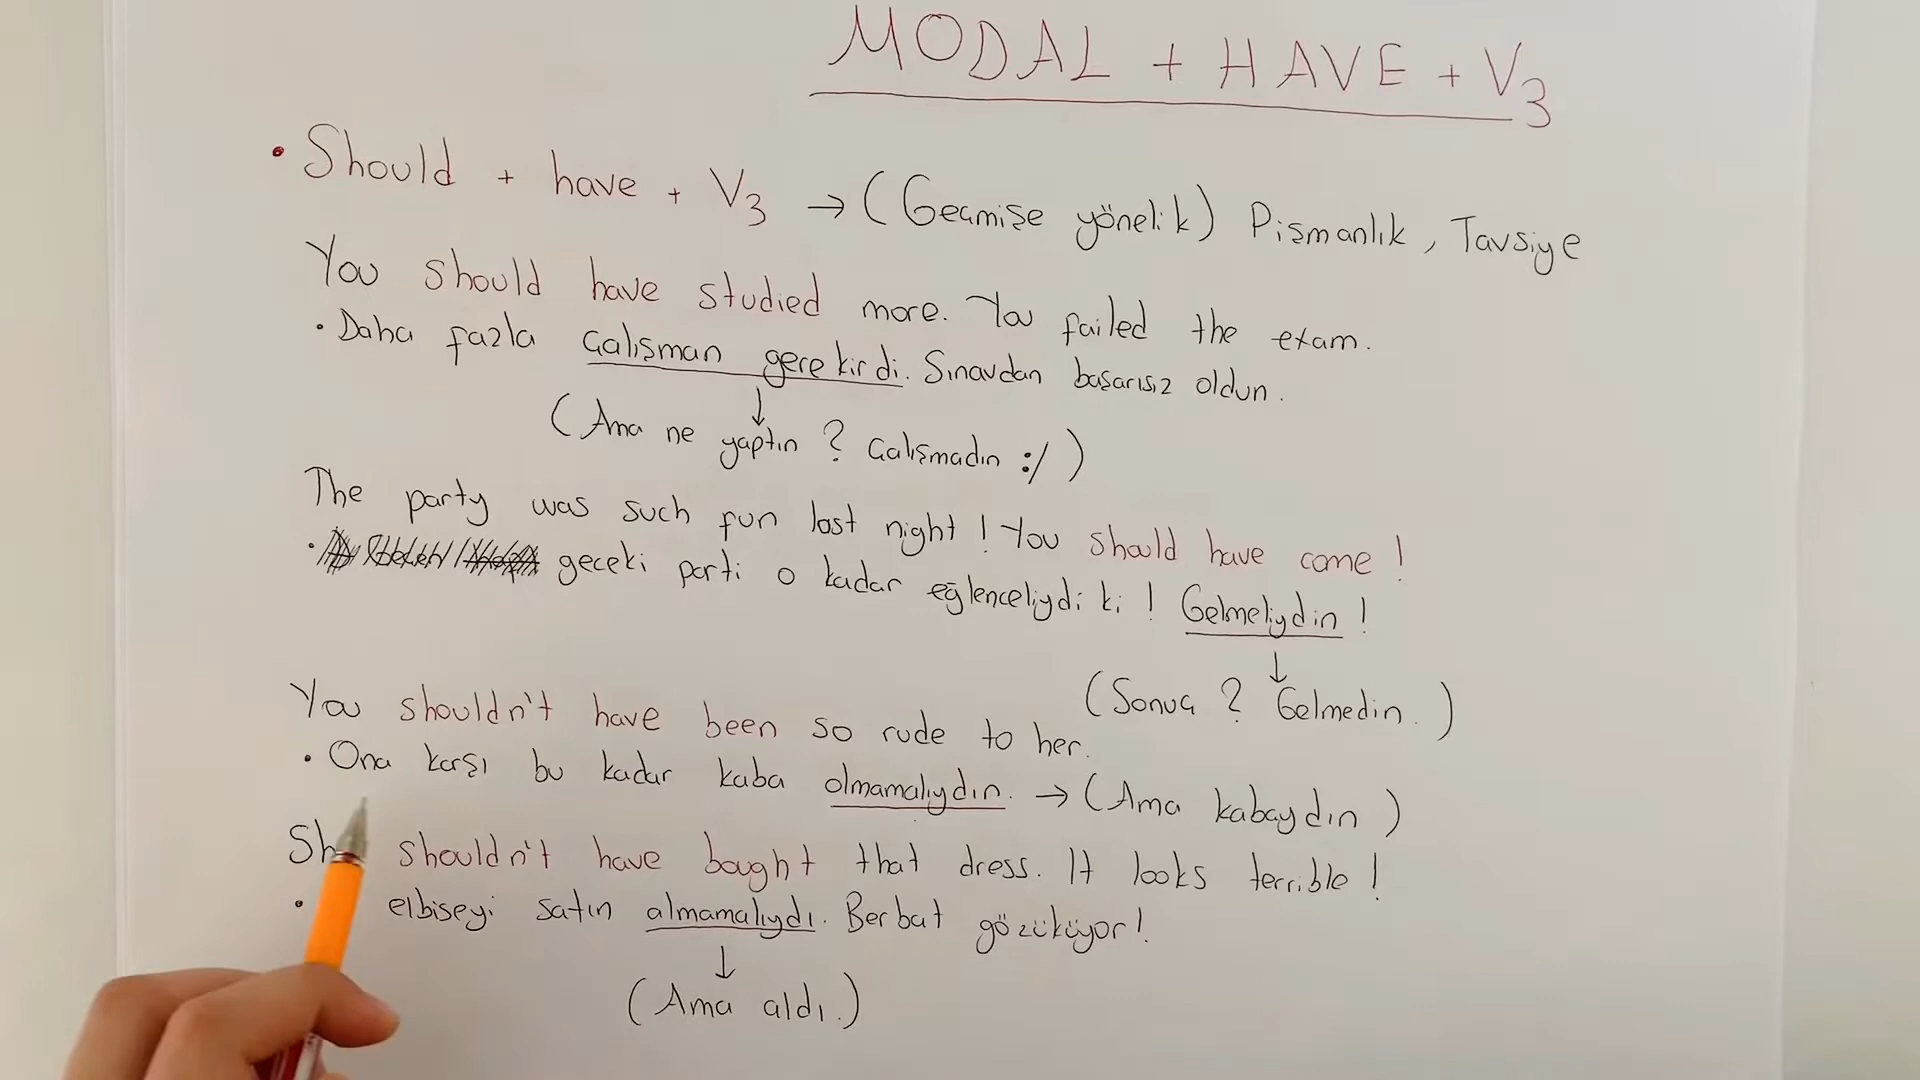 MODAL + HAVE + V3
• Should + have + V3 → (Geçmişe yönelik) Pişmanlık, Tavsiye
You should have studied more. You failed the exam.
• Daha fazla çalışman gerekirdi. Sınavdan başarısız oldun.
↓
(Ama ne yaptın ? Çalışmadın :/ )
The party was such fun last night ! You should have come !
• geceki parti o kadar eğlenceliydi ki ! Gelmeliydin !
↓
(Sonuç ? Gelmedin. )
You shouldn't have been so rude to her.
• Ona karşı bu kadar kaba olmamalıydın. → (Ama kabaydın )
shouldn't have bought that dress. It looks terrible !
• elbiseyi satın almamalıydı. Berbat gözüküyor!
↓
(Ama aldı.)